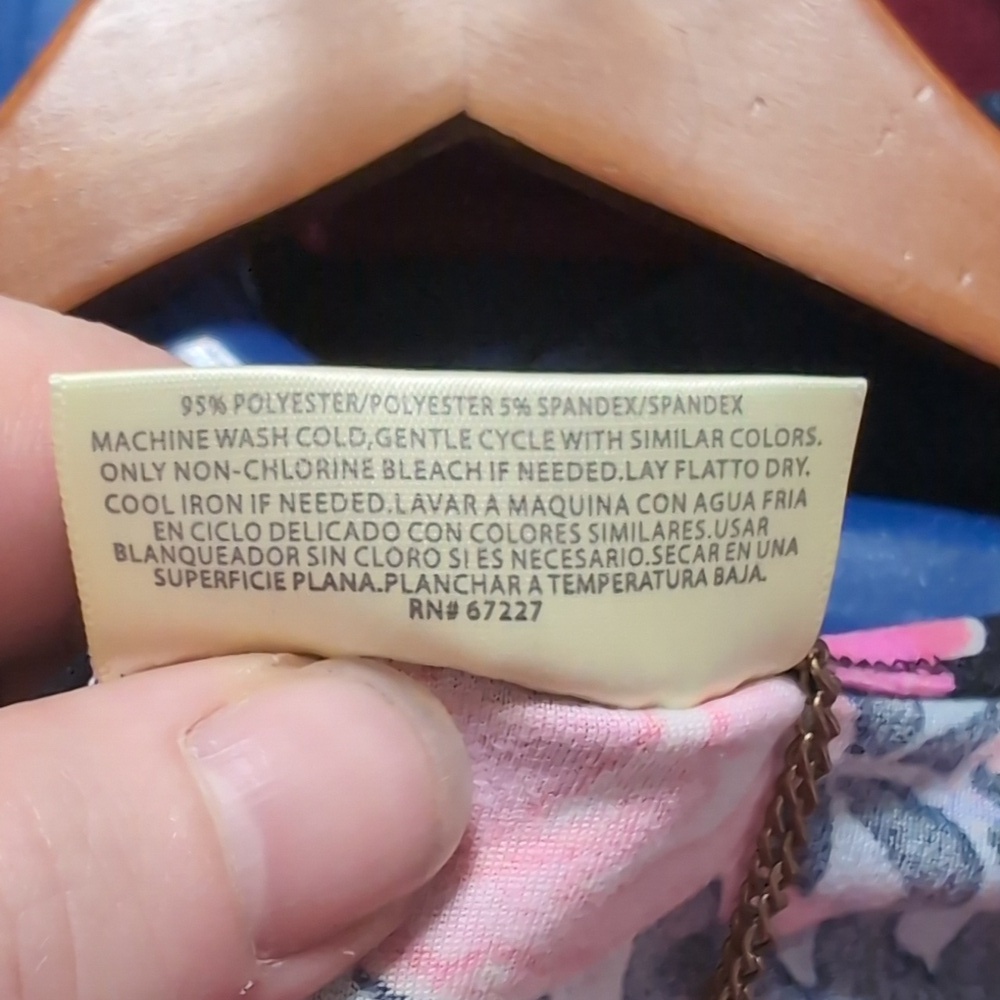 95% POLYESTER/POLYESTER 5% SPANDEX/SPANDEX
MACHINE WASH COLD,GENTLE CYCLE WITH SIMILAR COLORS.
ONLY NON-CHLORINE BLEACH IF NEEDED.LAY FLATTO DRY.
COOL IRON IF NEEDED.LAVAR A MAQUINA CON AGUA FRIA
EN CICLO DELICADO CON COLORES SIMILARES.USAR
BLANQUEADOR SIN CLORO SI ES NECESARIO.SECAR EN UNA
SUPERFICIE PLANA.PLANCHAR A TEMPERATURA BAJA.
RN# 67227